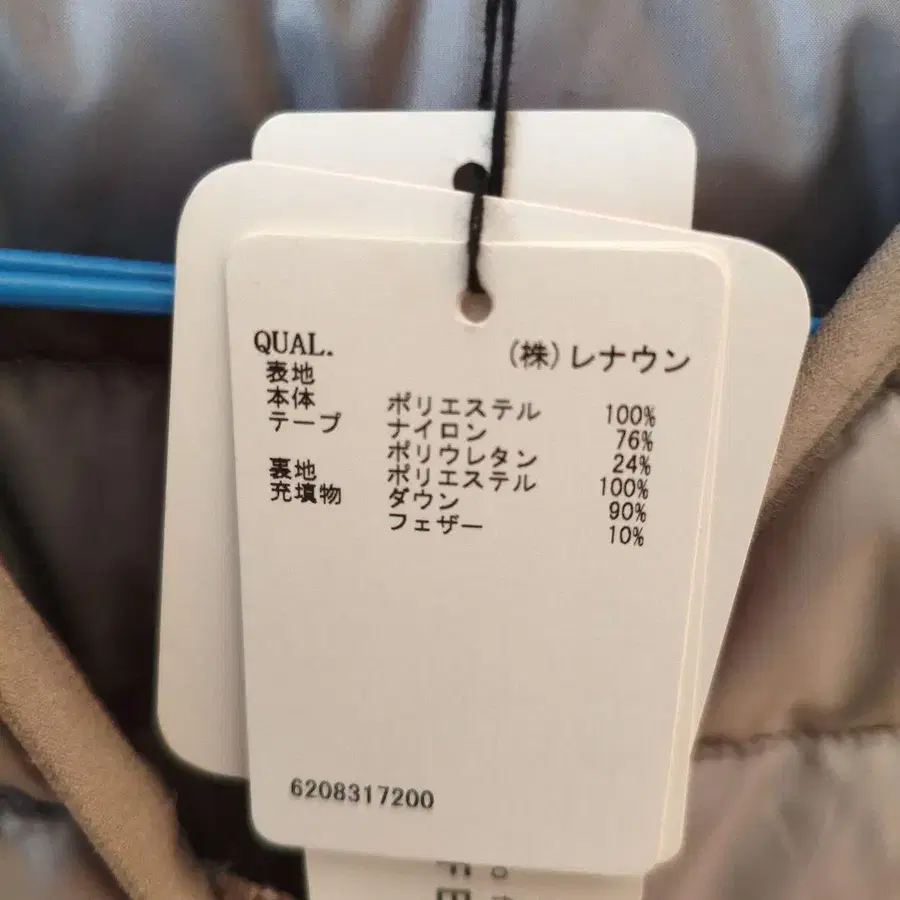 QUAL. (株)レナウン
表地
本体 ポリエステル 100%
テープ ナイロン 76%
ポリウレタン 24%
裏地 ポリエステル 100%
充填物 ダウン 90%
フェザー 10%
6208317200